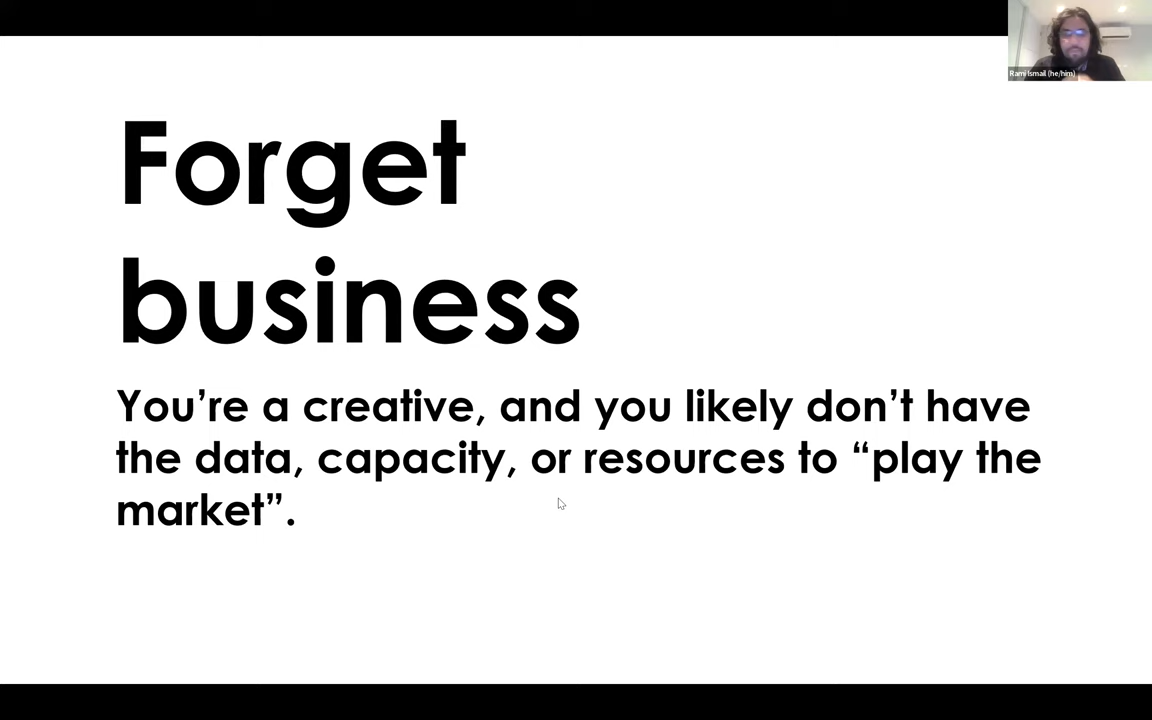 Rami Ismail (he/him)
Forget
business
You’re a creative, and you likely don’t have
the data, capacity, or resources to “play the
market”.